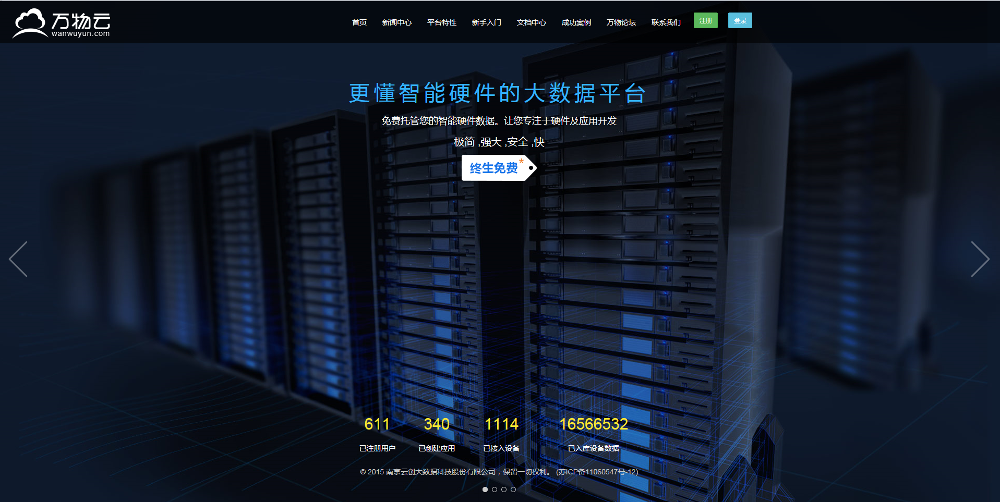 万物云
wanwuyun.com
首页 新闻中心 平台特性 新手入门 文档中心 成功案例 万物论坛 联系我们 注册 登录
更懂智能硬件的大数据平台
免费托管您的智能硬件数据。让您专注于硬件及应用开发
极简 ,强大 ,安全 ,快
终生免费*
611 340 1114 16566532
已注册用户 已创建应用 已接入设备 已入库设备数据
© 2015 南京云创大数据科技股份有限公司，保留一切权利。 (苏ICP备11060547号-12)